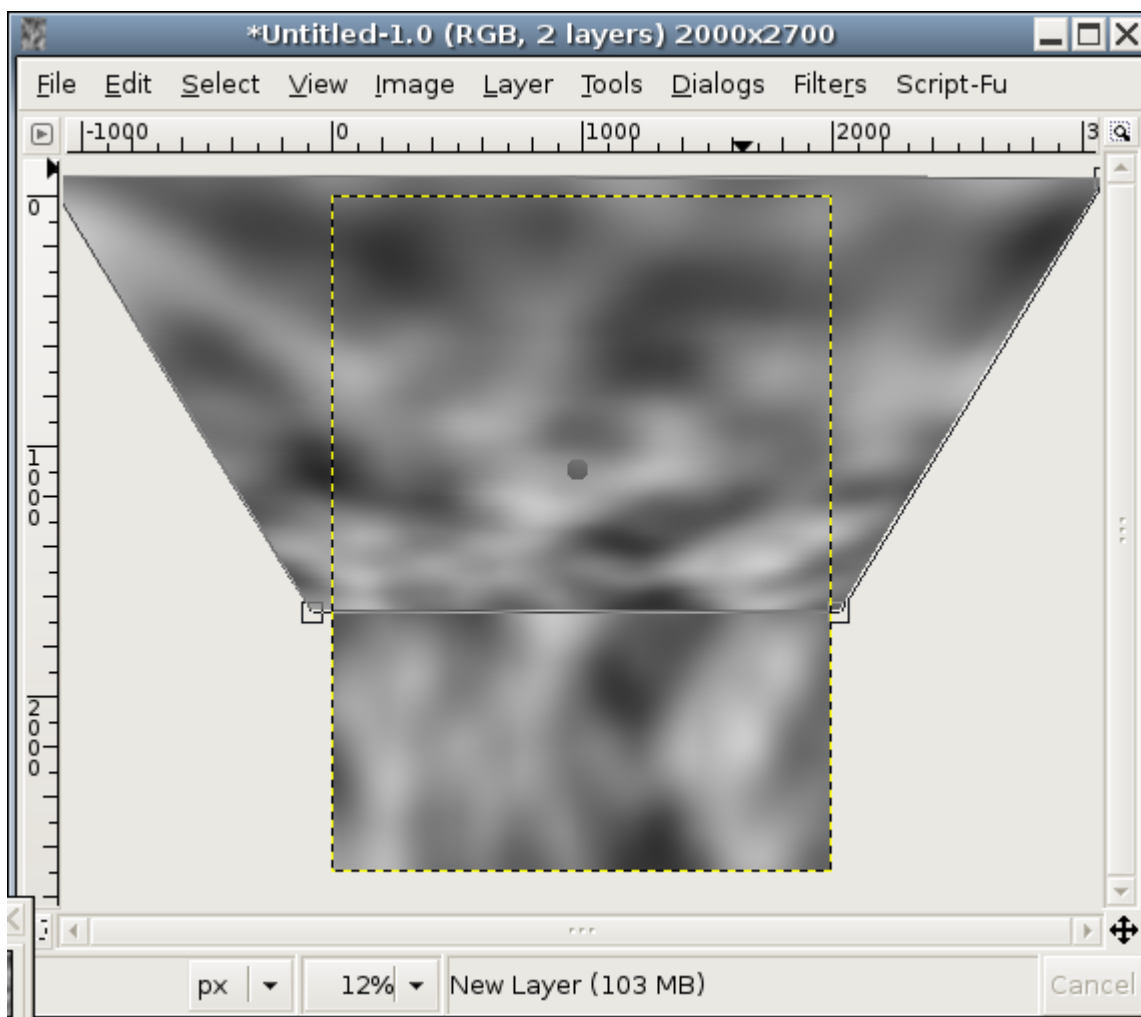 *Untitled-1.0 (RGB, 2 layers) 2000x2700
File Edit Select View Image Layer Tools Dialogs Filters Script-Fu
-1000 0 1000 2000 3
0
1000
2000
px 12% New Layer (103 MB) Cancel